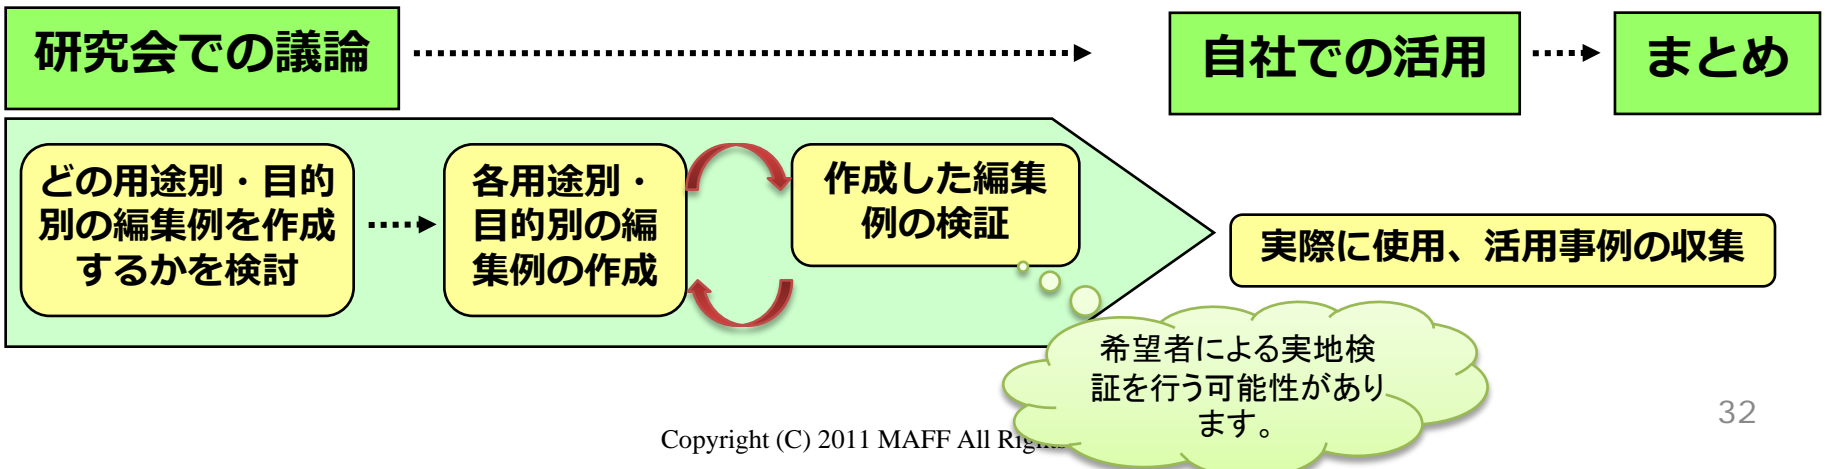 研究会での議論
自社での活用
まとめ
どの用途別・目的
別の編集例を作成
するかを検討
各用途別・
目的別の編
集例の作成
作成した編集
例の検証
実際に使用、活用事例の収集
希望者による実地検
証を行う可能性があり
ます。
Copyright (C) 2011 MAFF All
32